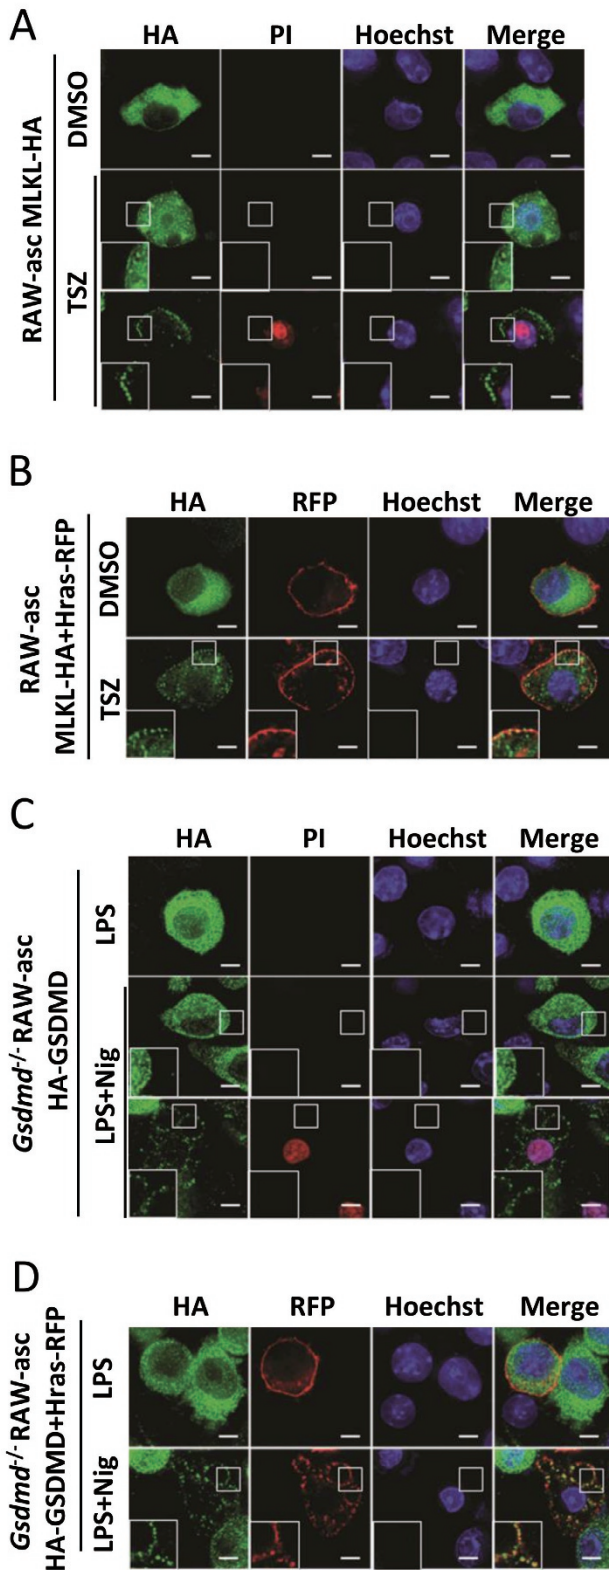 A
HA PI Hoechst Merge
RAW-asc MLKL-HA
DMSO
TSZ
B
HA RFP Hoechst Merge
RAW-asc
MLKL-HA+Hras-RFP
DMSO
TSZ
C
HA PI Hoechst Merge
Gsdmd-/- RAW-asc
HA-GSDMD
LPS
LPS+Nig
D
HA RFP Hoechst Merge
Gsdmd-/- RAW-asc
HA-GSDMD+Hras-RFP
LPS
LPS+Nig